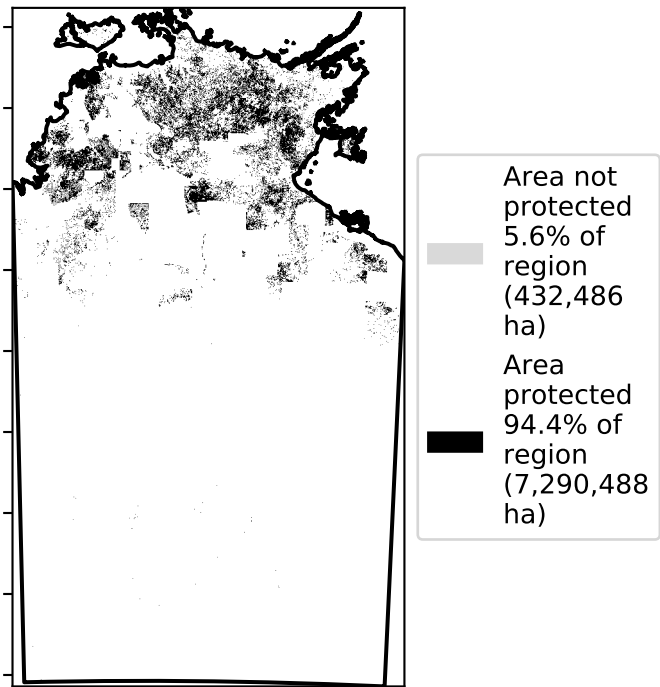 Area not
protected
5.6% of
region
(432,486
ha)
Area
protected
94.4% of
region
(7,290,488
ha)